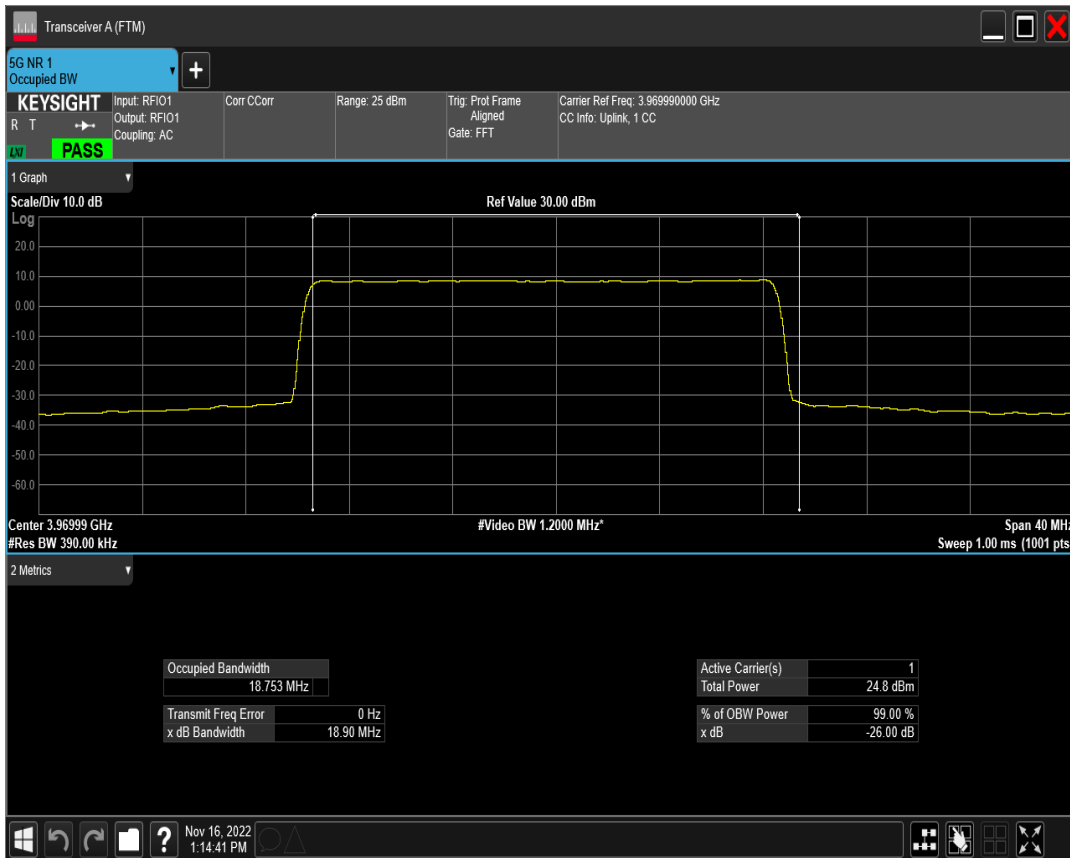 Transceiver A (FTM)
5G NR 1
Occupied BW
+
KEYSIGHT
R T
LXI
PASS
Input: RFIO1
Output: RFIO1
Coupling: AC
Corr CCorr
Range: 25 dBm
Trig: Prot Frame
Aligned
Gate: FFT
Carrier Ref Freq: 3.969990000 GHz
CC Info: Uplink, 1 CC
1 Graph
Scale/Div 10.0 dB
Ref Value 30.00 dBm
Log
20.0
10.0
0.00
-10.0
-20.0
-30.0
-40.0
-50.0
-60.0
Center 3.96999 GHz
#Video BW 1.2000 MHz*
Span 40 MHz
#Res BW 390.00 kHz
Sweep 1.00 ms (1001 pts
2 Metrics
Occupied Bandwidth
18.753 MHz
Transmit Freq Error 0 Hz
x dB Bandwidth 18.90 MHz
Active Carrier(s) 1
Total Power 24.8 dBm
% of OBW Power 99.00 %
x dB -26.00 dB
?
Nov 16, 2022
1:14:41 PM